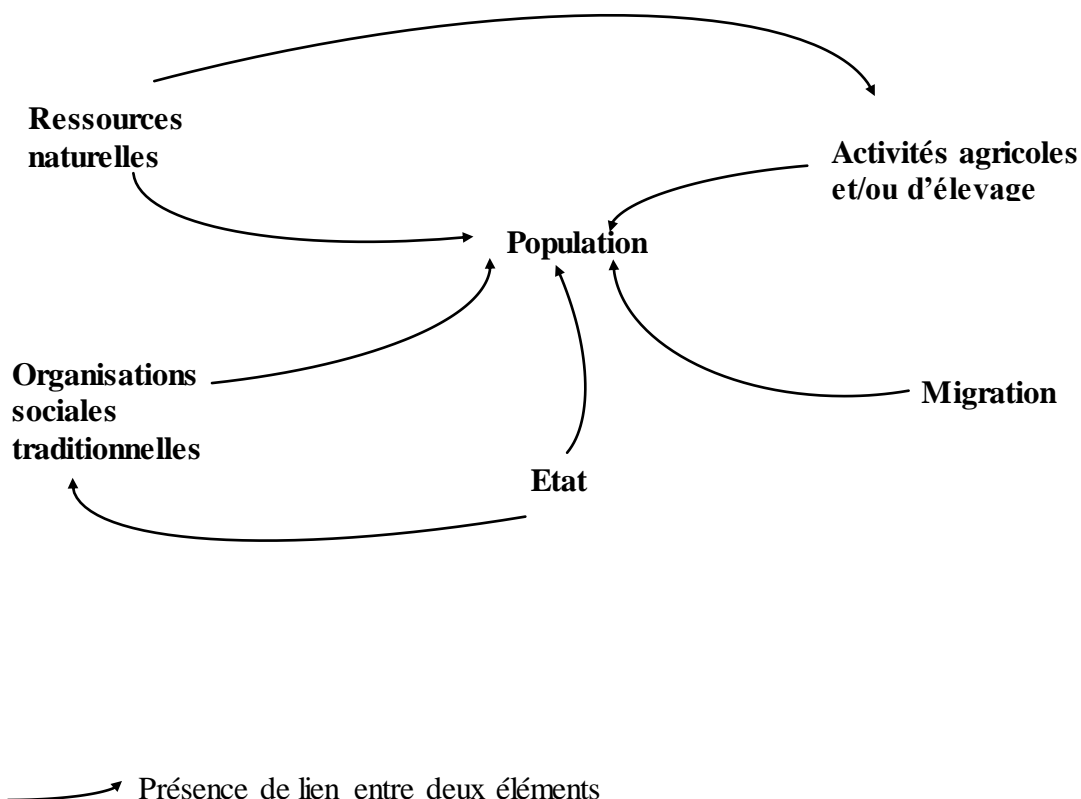 Ressources
naturelles
Activités agricoles
et/ou d’élevage
Population
Organisations
sociales
traditionnelles
Migration
Etat
Présence de lien entre deux éléments